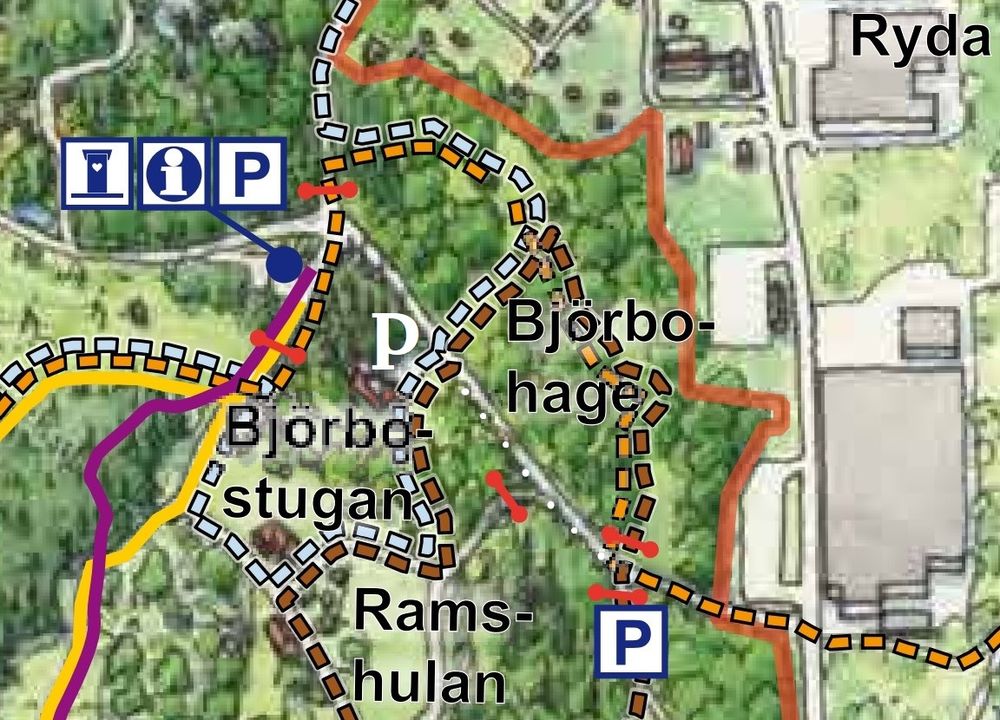 Ryda
i P
p
Björbo-
hage
Björbo-
stugan
Rams-
hulan
P